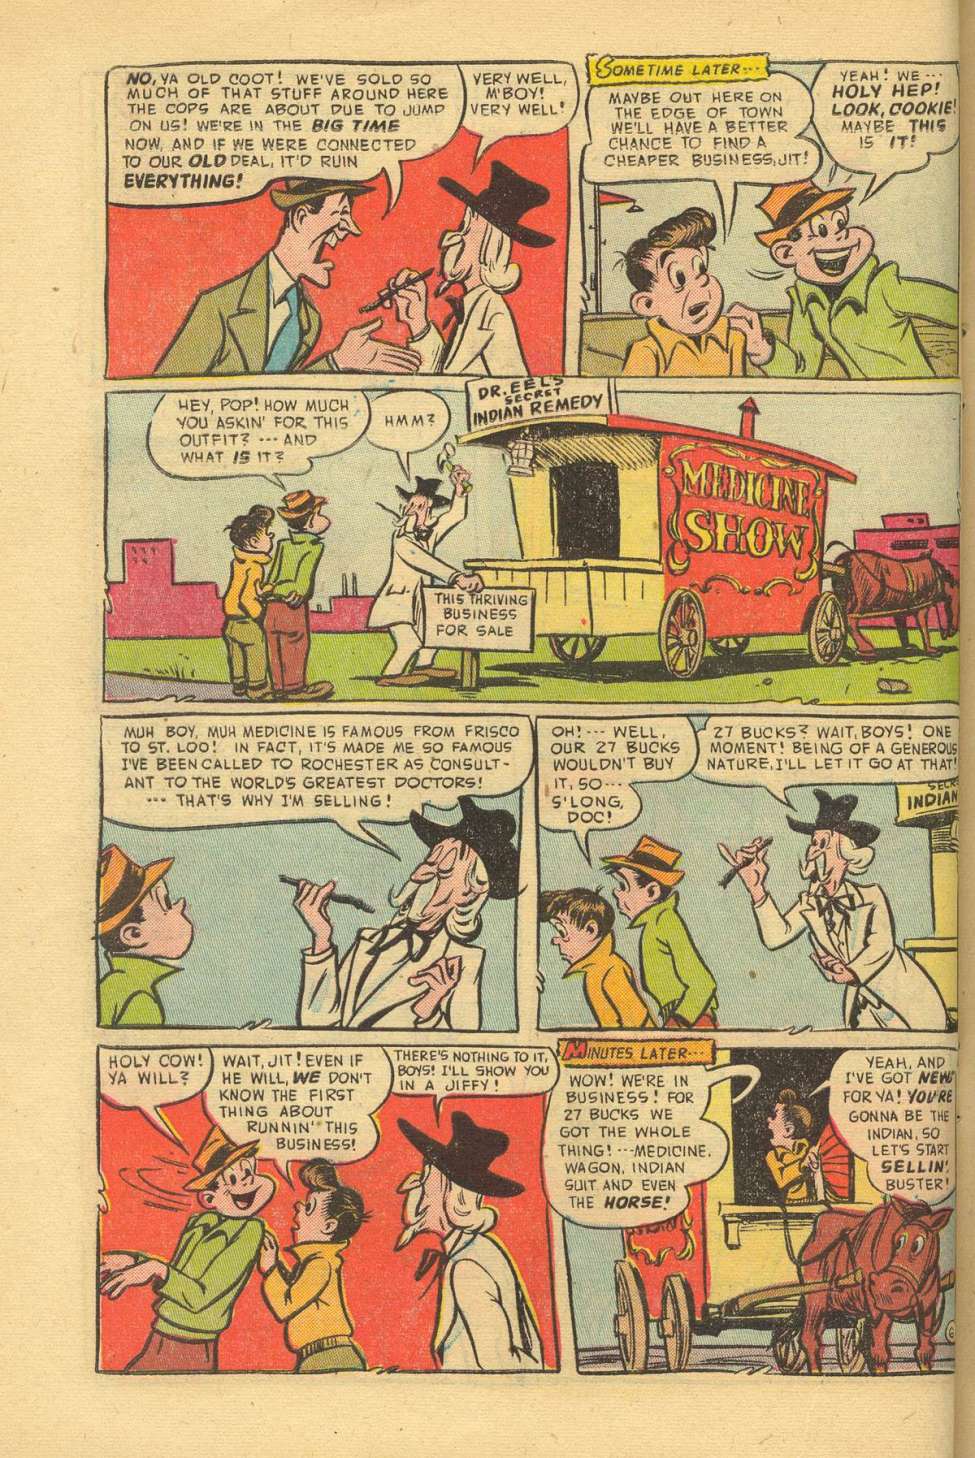 NO, YA OLD COOT! WE'VE SOLD SO
MUCH OF THAT STUFF AROUND HERE
THE COPS ARE ABOUT DUE TO JUMP
ON US! WE'RE IN THE BIG TIME
NOW, AND IF WE WERE CONNECTED
TO OUR OLD DEAL, IT'D RUIN
EVERYTHING!
VERY WELL,
M'BOY!
VERY WELL!
SOMETIME LATER---
MAYBE OUT HERE ON
THE EDGE OF TOWN
WE'LL HAVE A BETTER
CHANCE TO FIND A
CHEAPER BUSINESS, JIT!
YEAH! WE---
HOLY HEP!
LOOK, COOKIE!
MAYBE THIS
IS IT!
HEY, POP! HOW MUCH
YOU ASKIN' FOR THIS
OUTFIT? --- AND
WHAT IS IT?
HMM?
DR. EEL'S
SECRET
INDIAN REMEDY
MEDICINE
SHOW
THIS THRIVING
BUSINESS
FOR SALE
MUH BOY, MUH MEDICINE IS FAMOUS FROM FRISCO
TO ST. LOO! IN FACT, IT'S MADE ME SO FAMOUS
I'VE BEEN CALLED TO ROCHESTER AS CONSULT-
ANT TO THE WORLD'S GREATEST DOCTORS!
--- THAT'S WHY I'M SELLING!
OH! --- WELL,
OUR 27 BUCKS
WOULDN'T BUY
IT, SO---
S'LONG,
DOC!
27 BUCKS? WAIT, BOYS! ONE
MOMENT! BEING OF A GENEROUS
NATURE, I'LL LET IT GO AT THAT!
SECR
INDIAN
HOLY COW!
YA WILL?
WAIT, JIT! EVEN IF
HE WILL, WE DON'T
KNOW THE FIRST
THING ABOUT
RUNNIN' THIS
BUSINESS!
THERE'S NOTHING TO IT,
BOYS! I'LL SHOW YOU
IN A JIFFY!
MINUTES LATER---
WOW! WE'RE IN
BUSINESS! FOR
27 BUCKS WE
GOT THE WHOLE
THING! ---MEDICINE,
WAGON, INDIAN
SUIT AND EVEN
THE HORSE!
YEAH, AND
I'VE GOT NEWS
FOR YA! YOU'RE
GONNA BE THE
INDIAN, SO
LET'S START
SELLIN',
BUSTER!